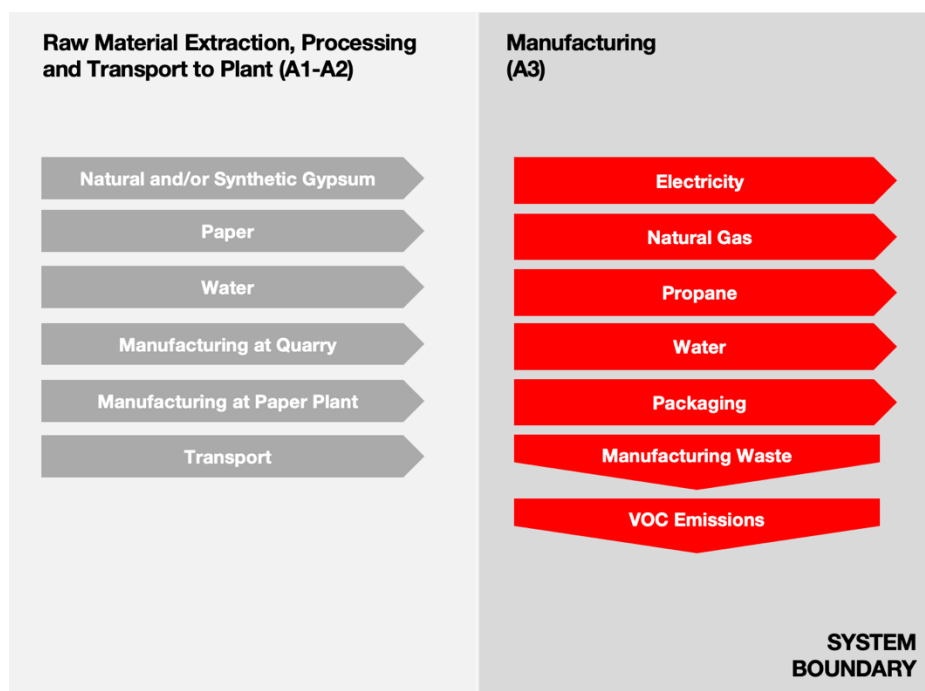 Raw Material Extraction, Processing
and Transport to Plant (A1-A2)
Natural and/or Synthetic Gypsum
Paper
Water
Manufacturing at Quarry
Manufacturing at Paper Plant
Transport
Manufacturing
(A3)
Electricity
Natural Gas
Propane
Water
Packaging
Manufacturing Waste
VOC Emissions
SYSTEM
BOUNDARY